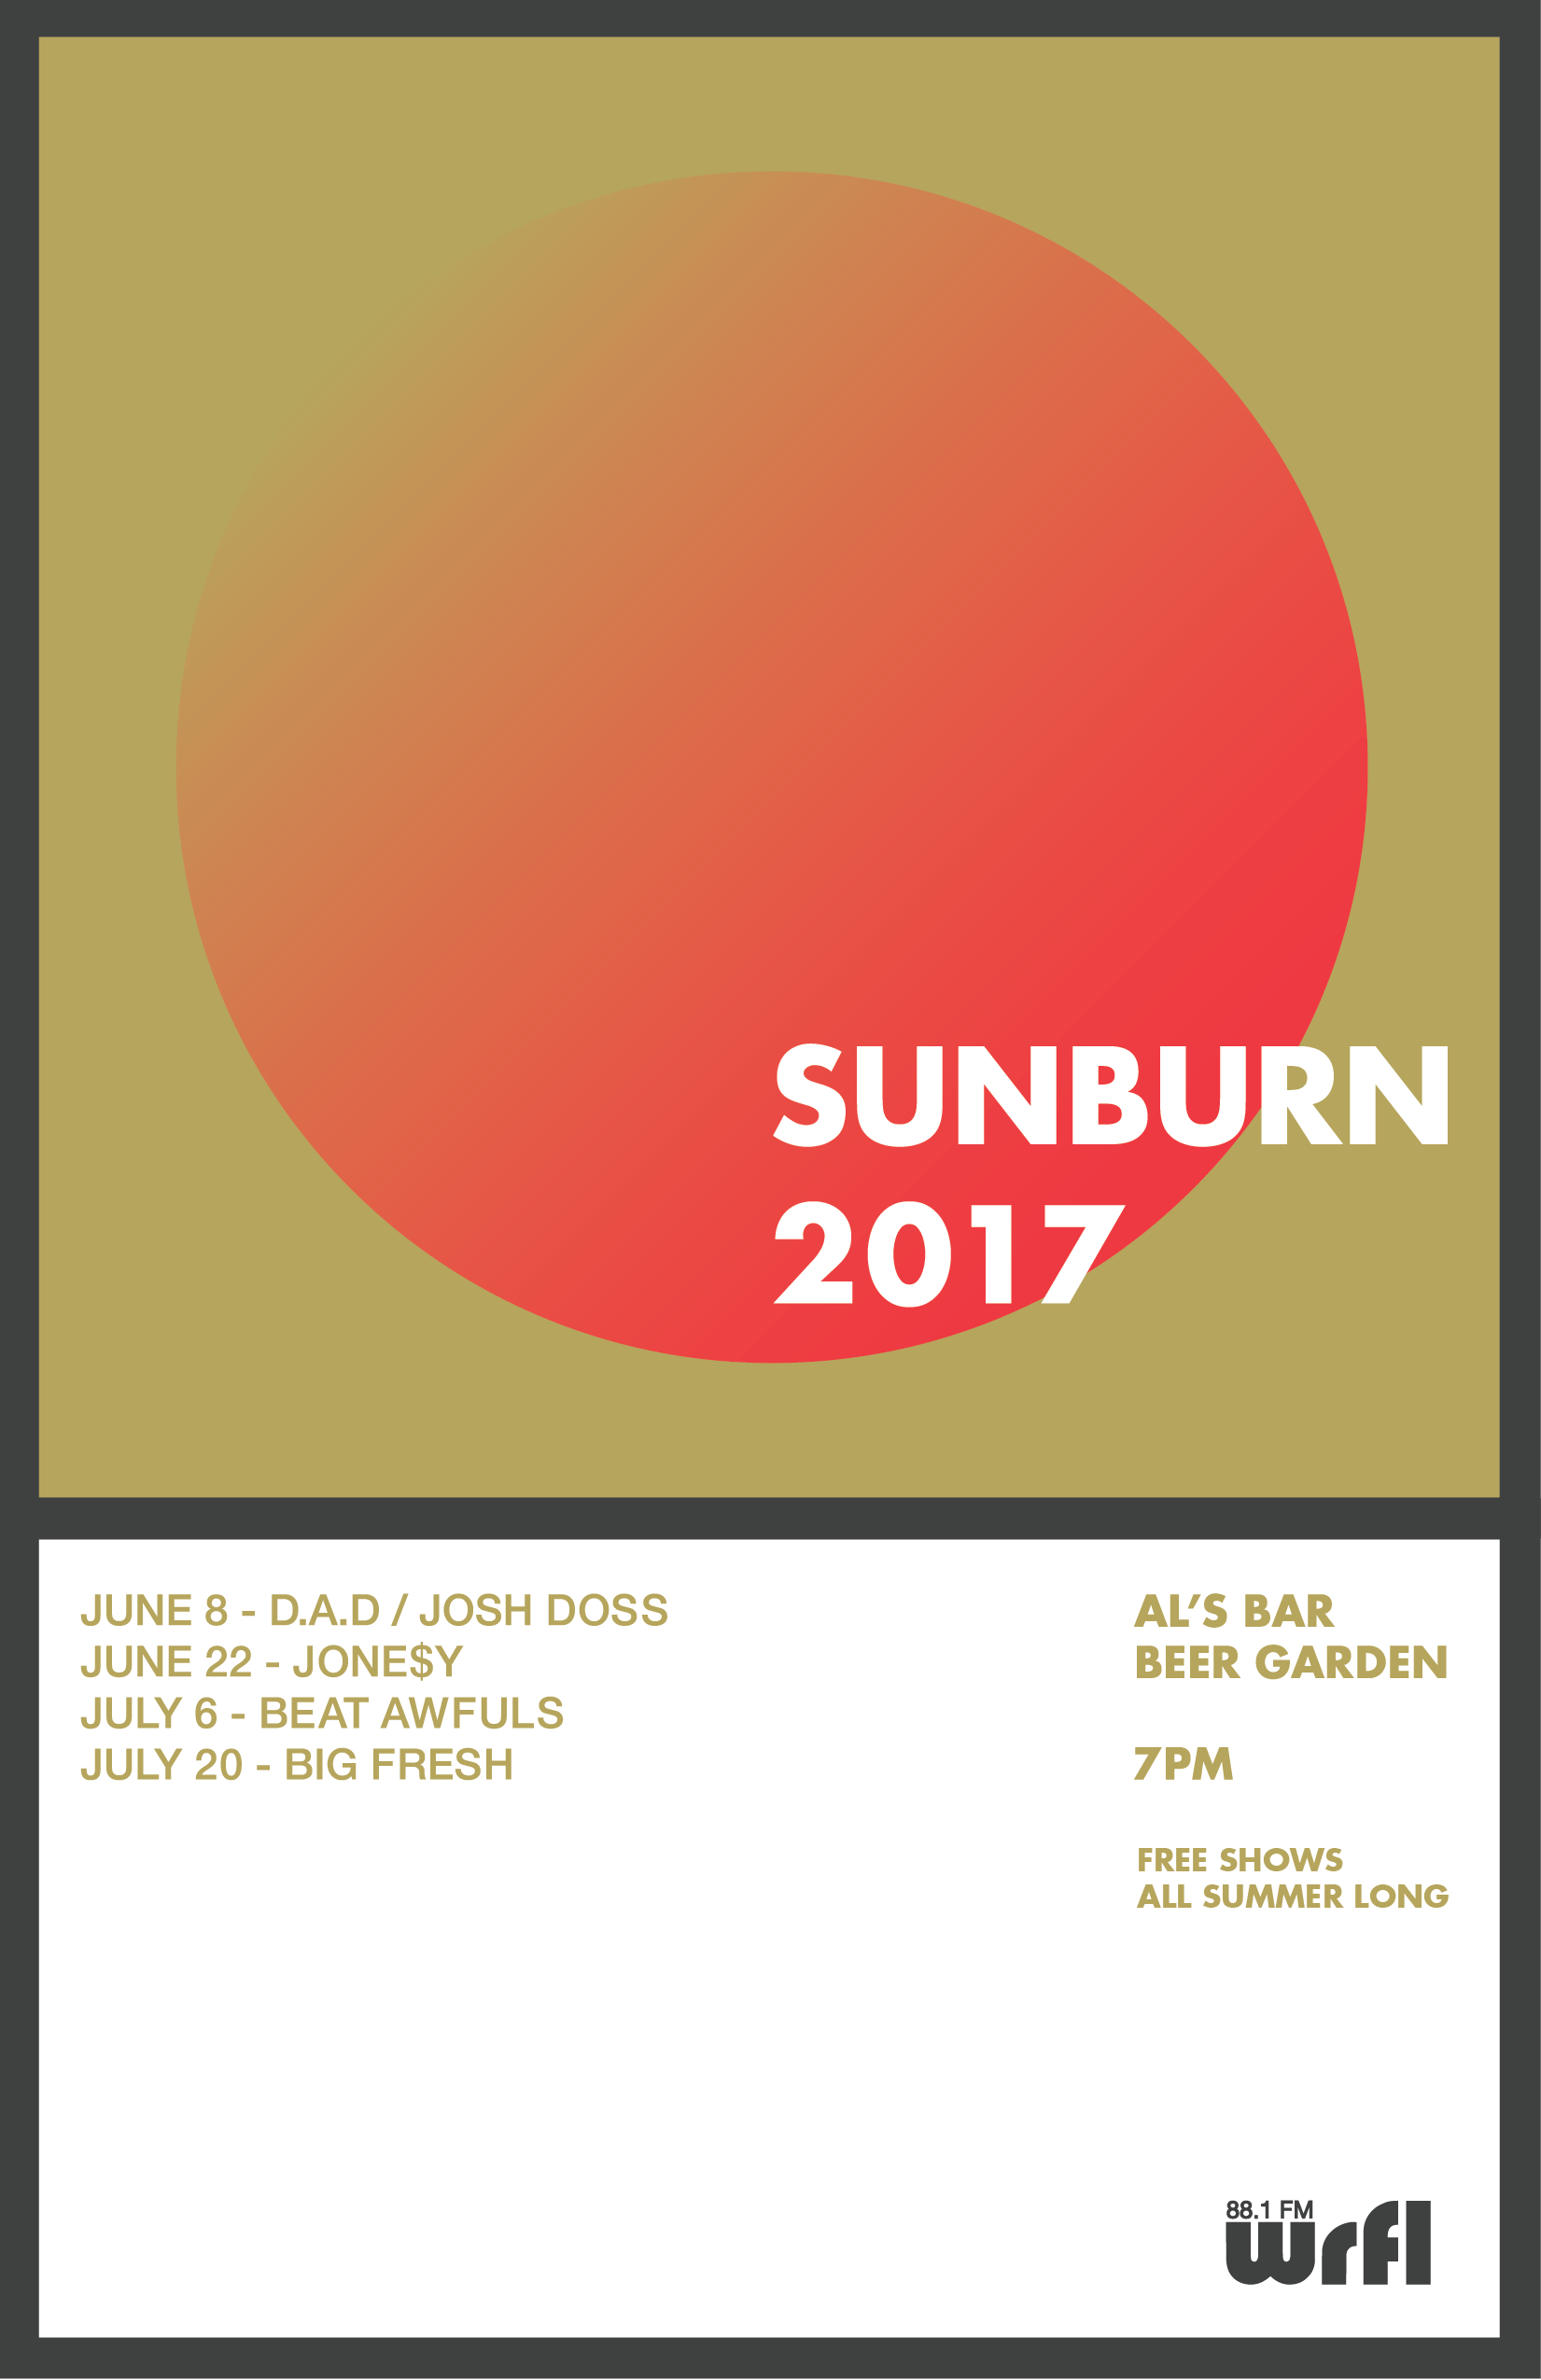 SUNBURN
2017
JUNE 8 - D.A.D / JOSH DOSS
JUNE 22 - JONE$Y
JULY 6 - BEAT AWFULS
JULY 20 - BIG FRESH
AL'S BAR
BEER GARDEN
7PM
FREE SHOWS
ALL SUMMER LONG
88.1 FM
wrfl